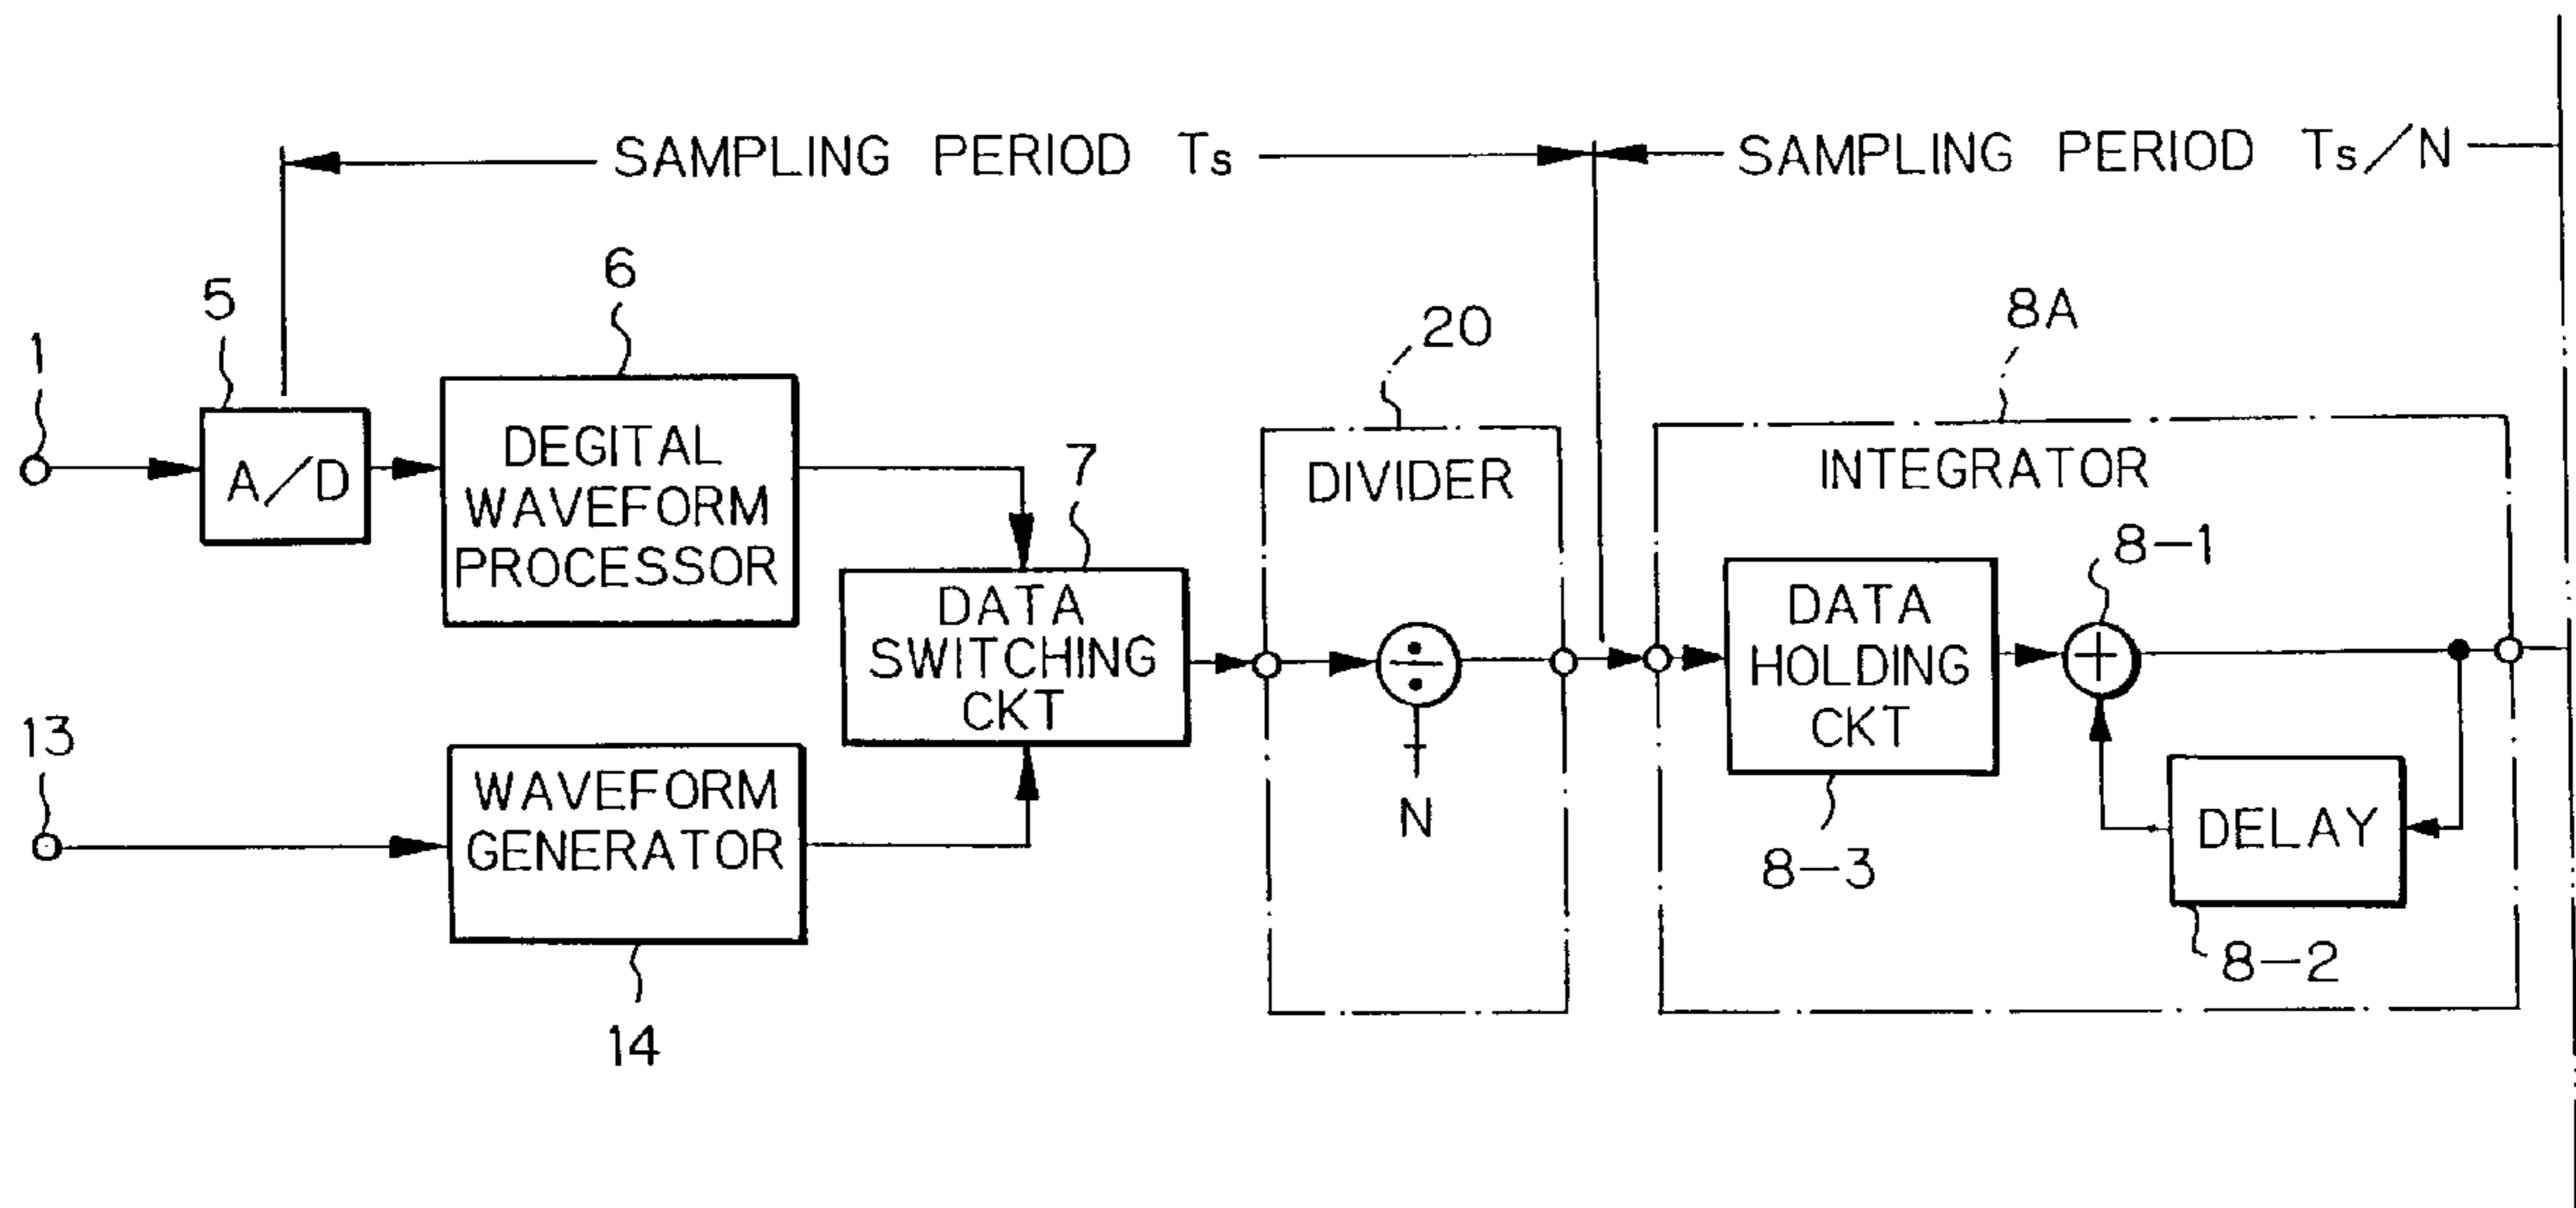 SAMPLING PERIOD Ts
SAMPLING PERIOD Ts/N
1
5
A/D
6
DEGITAL
WAVEFORM
PROCESSOR
7
DATA
SWITCHING
CKT
13
WAVEFORM
GENERATOR
14
20
DIVIDER
÷
N
8A
INTEGRATOR
DATA
HOLDING
CKT
8-3
8-1
+
DELAY
8-2